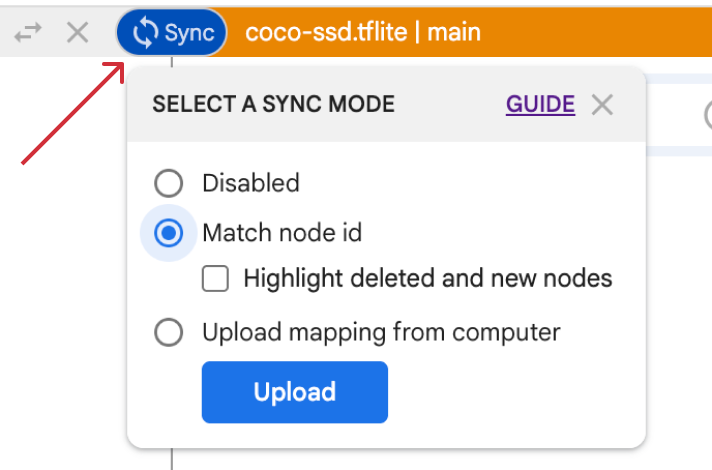 Sync
coco-ssd.tflite | main
SELECT A SYNC MODE
GUIDE
Disabled
Match node id
Highlight deleted and new nodes
Upload mapping from computer
Upload